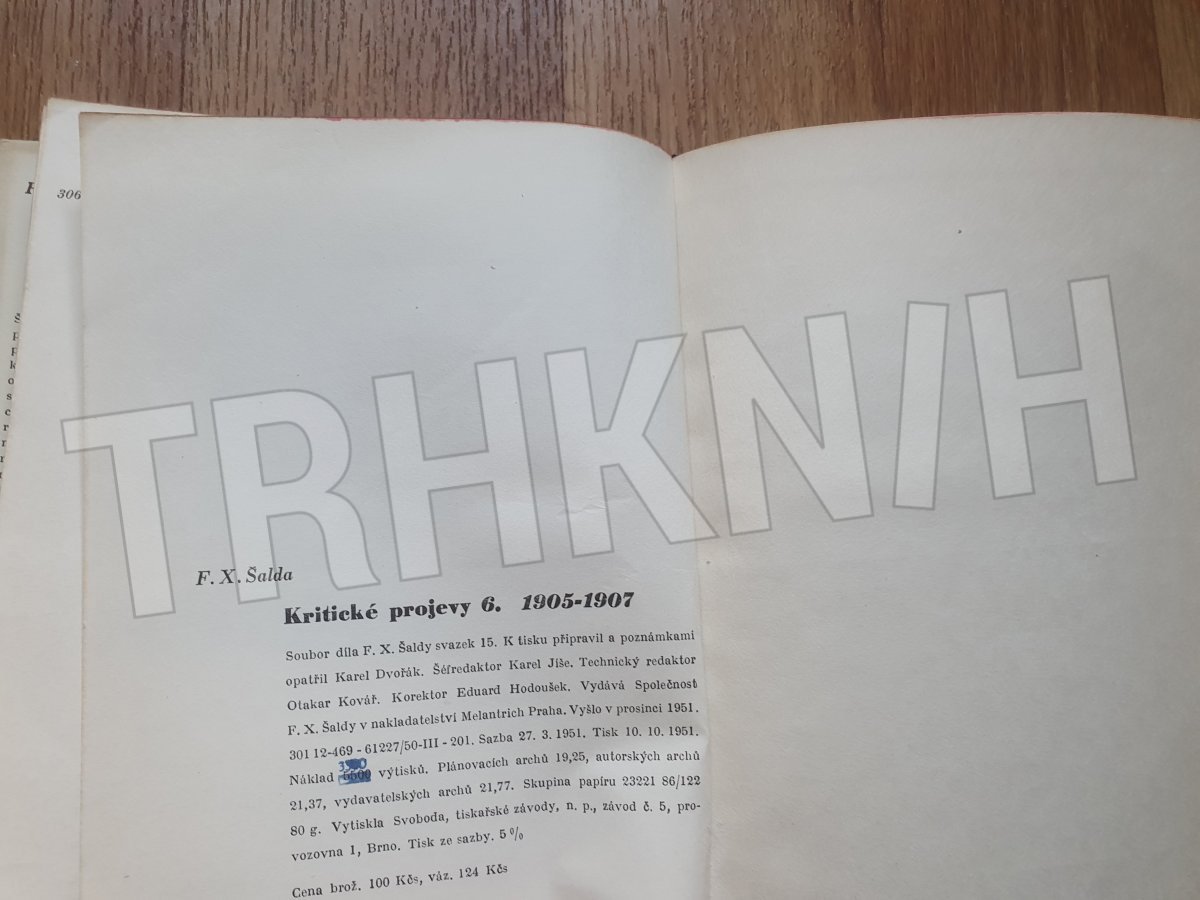 306
TRHKNIH
F. X. Šalda
Kritické projevy 6. 1905-1907
Soubor díla F. X. Šaldy svazek 15. K tisku připravil a poznámkami
opatřil Karel Dvořák. Šéfredaktor Karel Jíše. Technický redaktor
Otakar Kovář. Korektor Eduard Hodoušek. Vydává Společnost
F. X. Šaldy v nakladatelství Melantrich Praha. Vyšlo v prosinci 1951.
301 12-469 - 61227/50-III - 201. Sazba 27. 3. 1951. Tisk 10. 10. 1951.
Náklad 5500 výtisků. Plánovacích archů 19,25, autorských archů
21,37, vydavatelských archů 21,77. Skupina papíru 23221 86/122
80 g. Vytiskla Svoboda, tiskařské závody, n. p., závod č. 5, pro-
vozovna 1, Brno. Tisk ze sazby. 5 %
Cena brož. 100 Kčs, váz. 124 Kčs